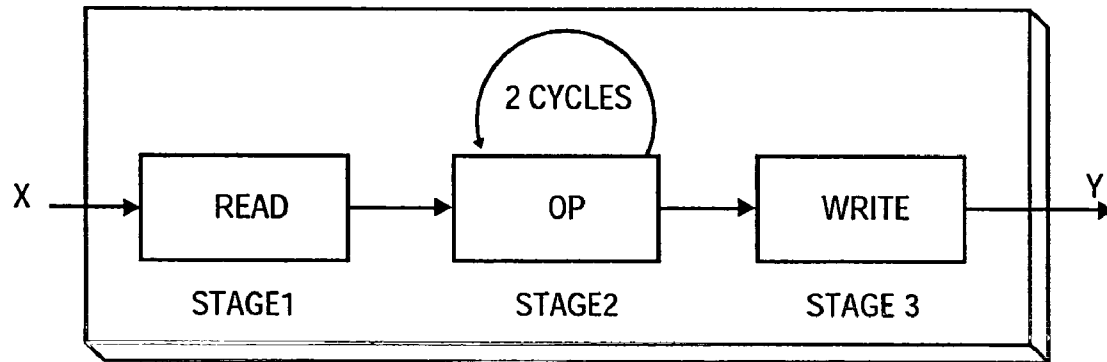 2 CYCLES
X
READ
OP
WRITE
Y
STAGE1
STAGE2
STAGE 3